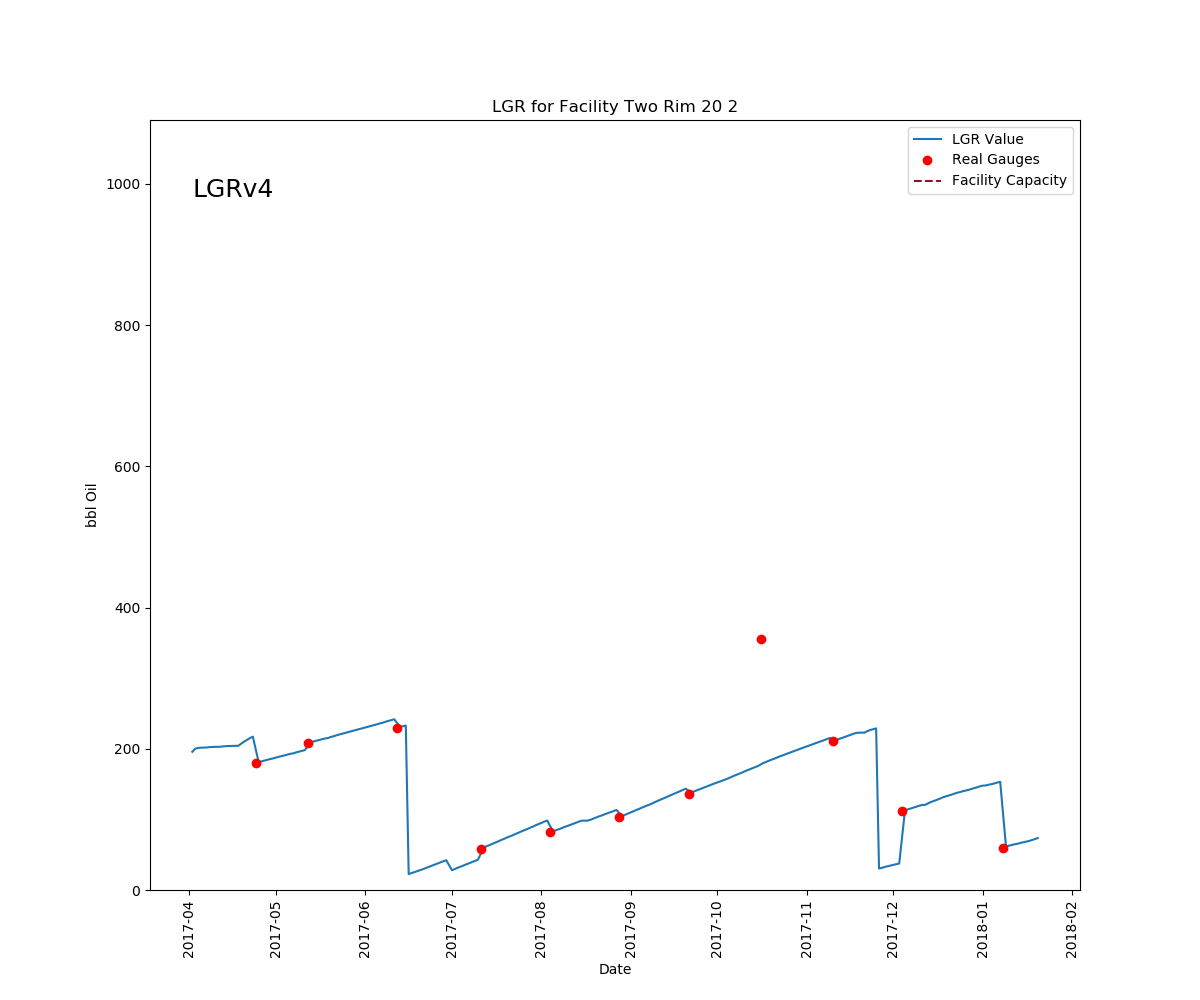 LGR for Facility Two Rim 20 2
LGR Value
Real Gauges
Facility Capacity
LGRv4
1000
800
600
400
200
0
bbl Oil
2017-04
2017-05
2017-06
2017-07
2017-08
2017-09
2017-10
2017-11
2017-12
2018-01
2018-02
Date